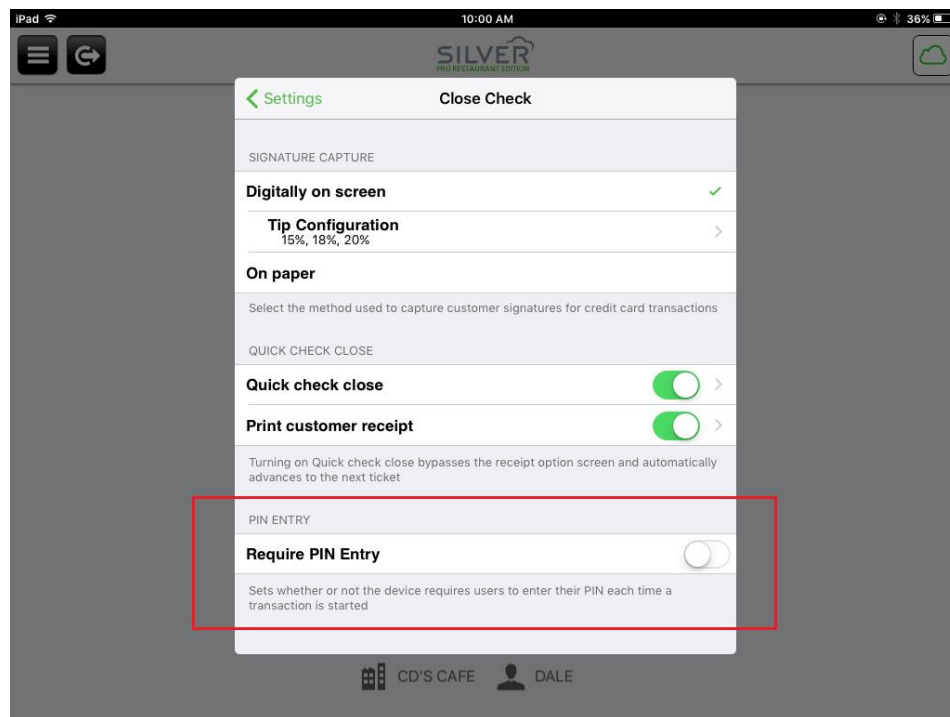 iPad 10:00 AM 36%
SILVER
PRO RESTAURANT EDITION
Settings Close Check
SIGNATURE CAPTURE
Digitally on screen
Tip Configuration
15%, 18%, 20%
On paper
Select the method used to capture customer signatures for credit card transactions
QUICK CHECK CLOSE
Quick check close
Print customer receipt
Turning on Quick check close bypasses the receipt option screen and automatically
advances to the next ticket
PIN ENTRY
Require PIN Entry
Sets whether or not the device requires users to enter their PIN each time a
transaction is started
CD'S CAFE DALE